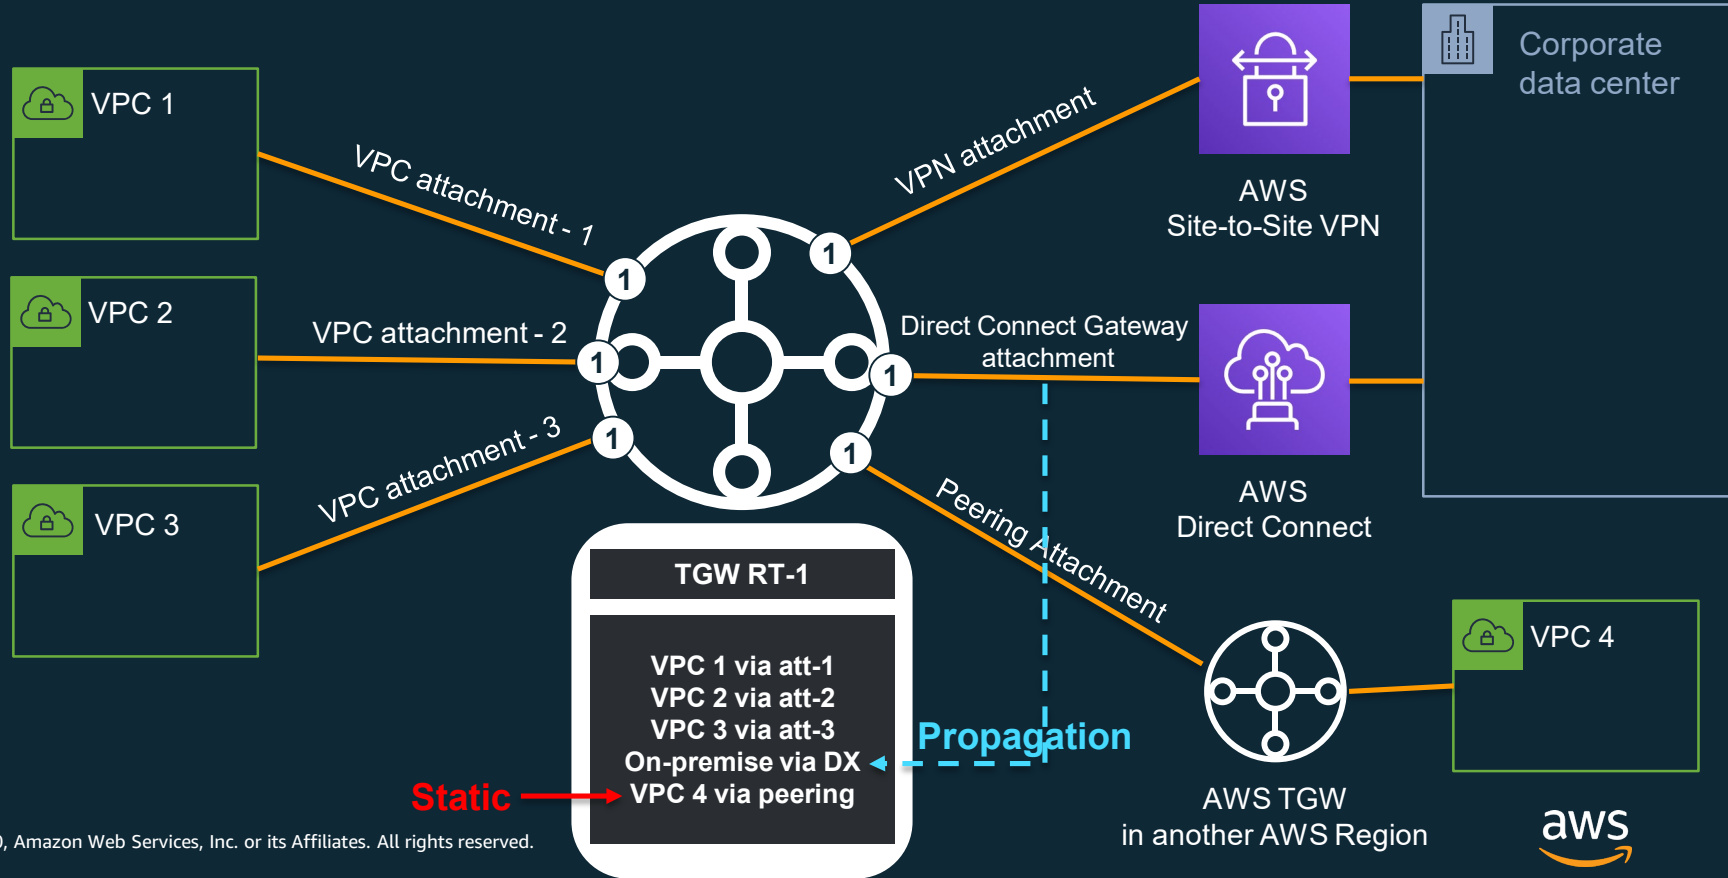 VPC 1
VPC 2
VPC 3
VPC attachment - 1
VPC attachment - 2
VPC attachment - 3
1
1
1
1
1
1
VPN attachment
Direct Connect Gateway
attachment
Peering Attachment
AWS
Site-to-Site VPN
AWS
Direct Connect
Corporate
data center
TGW RT-1
VPC 1 via att-1
VPC 2 via att-2
VPC 3 via att-3
On-premise via DX
VPC 4 via peering
Propagation
Static
AWS TGW
in another AWS Region
VPC 4
aws
, Amazon Web Services, Inc. or its Affiliates. All rights reserved.